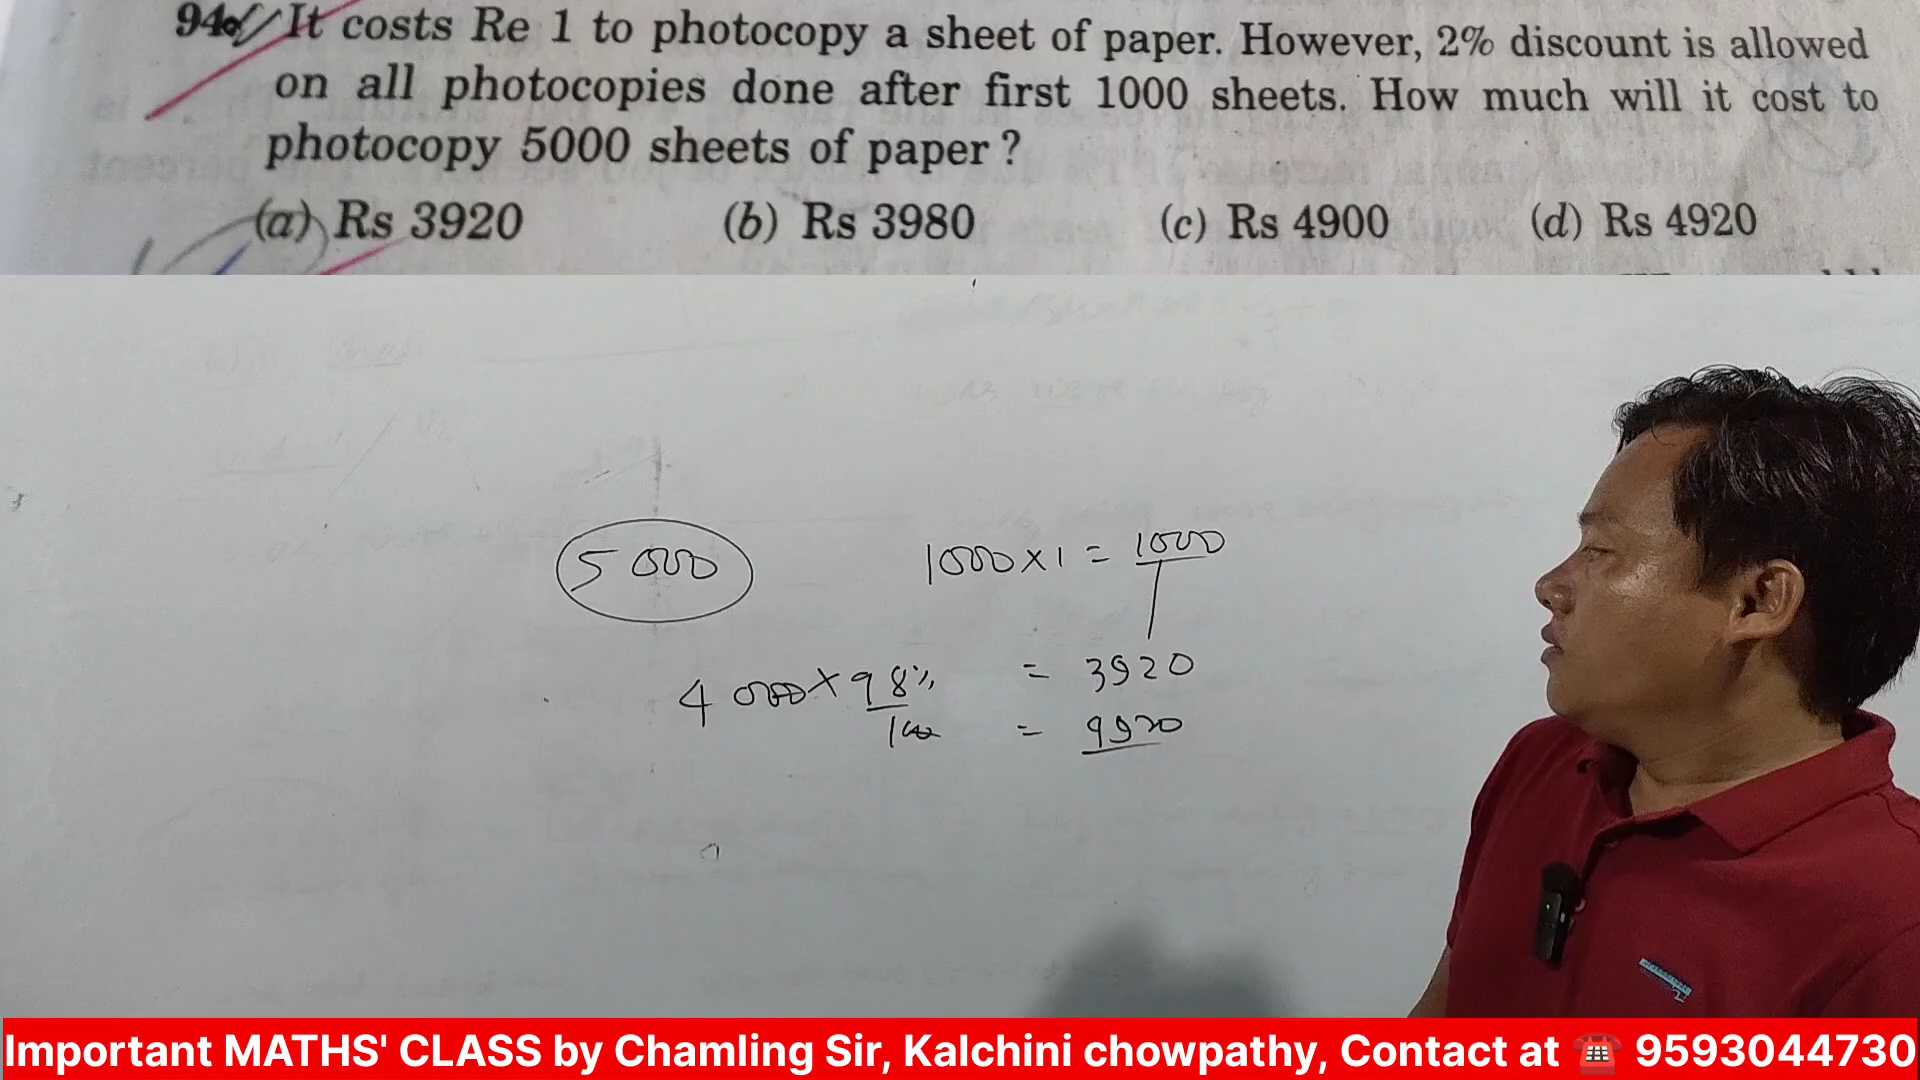 94. It costs Re 1 to photocopy a sheet of paper. However, 2% discount is allowed
on all photocopies done after first 1000 sheets. How much will it cost to
photocopy 5000 sheets of paper ?
(a) Rs 3920 (b) Rs 3980 (c) Rs 4900 (d) Rs 4920
5000 1000 × 1 = 1000
4000 × 98% = 3920
100 = 9920
Important MATHS' CLASS by Chamling Sir, Kalchini chowpathy, Contact at ☎ 9593044730